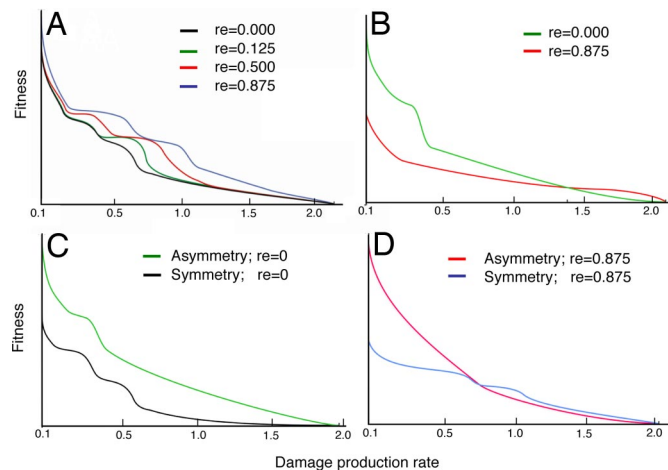 A
re=0.000
re=0.125
re=0.500
re=0.875
Fitness
0.1 0.5 1.0 1.5 2.0
B
re=0.000
re=0.875
0.1 0.5 1.0 1.5 2.0
C
Asymmetry; re=0
Symmetry; re=0
Fitness
0.1 0.5 1.0 1.5 2.0
D
Asymmetry; re=0.875
Symmetry; re=0.875
0.1 0.5 1.0 1.5 2.0
Damage production rate